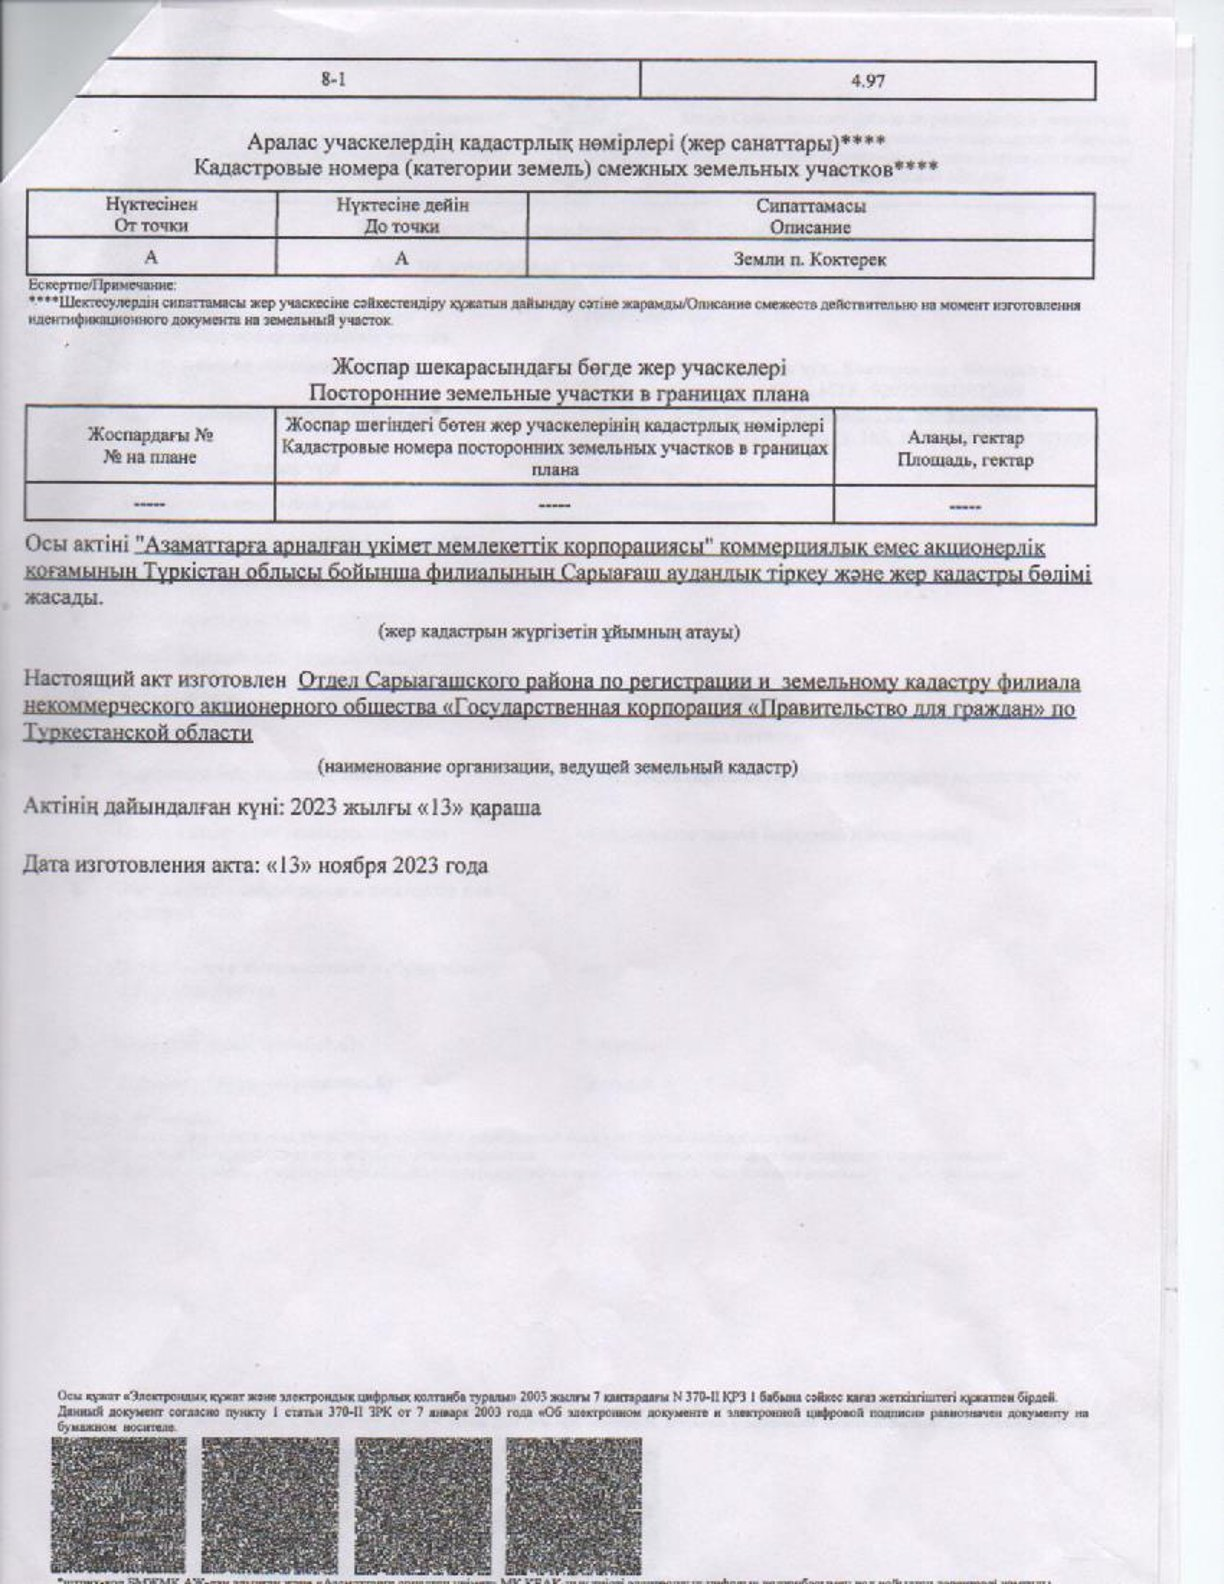 8-1 4.97
Аралас учаскелердің кадастрлық нөмірлері (жер санаттары)****
Кадастровые номера (категории земель) смежных земельных участков****
Нүктесінен Нүктесіне дейін Сипаттамасы
От точки До точки Описание
А А Земли п. Коктерек
Ескертпе/Примечание:
****Шектесулердің сипаттамасы жер учаскесіне сәйкестендіру құжатын дайындау сәтіне жарамды/Описание смежеств действительно на момент изготовления
идентификационного документа на земельный участок.
Жоспар шекарасындағы бөгде жер учаскелері
Посторонние земельные участки в границах плана
Жоспардағы №
№ на плане
Жоспар шегіндегі бөтен жер учаскелерінің кадастрлық нөмірлері
Кадастровые номера посторонних земельных участков в границах
плана
Алаңы, гектар
Площадь, гектар
----- ----- -----
Осы актіні "Азаматтарға арналған үкімет мемлекеттік корпорациясы" коммерциялық емес акционерлік
қоғамының Түркістан облысы бойынша филиалының Сарыағаш аудандық тіркеу және жер кадастры бөлімі
жасады.
(жер кадастрын жүргізетін ұйымның атауы)
Настоящий акт изготовлен Отдел Сарыагашского района по регистрации и земельному кадастру филиала
некоммерческого акционерного общества «Государственная корпорация «Правительство для граждан» по
Туркестанской области
(наименование организации, ведущей земельный кадастр)
Актінің дайындалған күні: 2023 жылғы «13» қараша
Дата изготовления акта: «13» ноября 2023 года
Осы құжат «Электрондық құжат және электрондық цифрлық қолтаңба туралы» 2003 жылғы 7 қаңтардағы N 370-II ҚРЗ 1 бабына сәйкес қағаз жеткізгіштегі құжатпен бірдей.
Данный документ согласно пункту 1 статьи 370-II ЗРК от 7 января 2003 года «Об электронном документе и электронной цифровой подписи» равнозначен документу на
бумажном носителе.